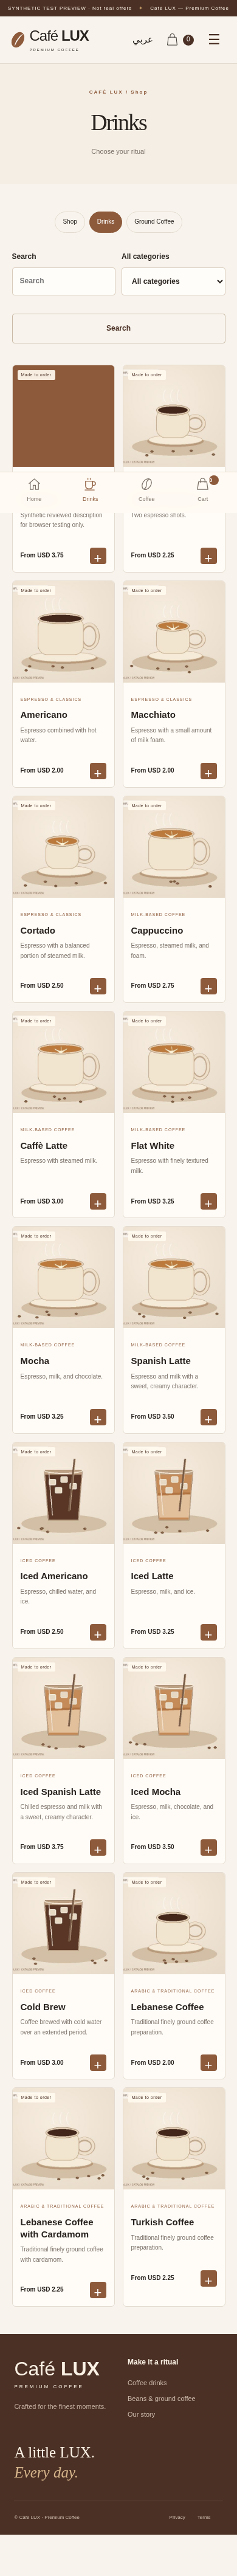 SYNTHETIC TEST PREVIEW · Not real offers • Café LUX — Premium Coffee
Café LUX
PREMIUM COFFEE
عربي
0
CAFÉ LUX / Shop
Drinks
Choose your ritual
Shop
Drinks
Ground Coffee
Search
All categories
Search
All categories
Search
Made to order
Made to order
Home
Drinks
Coffee
Cart
Synthetic reviewed description
for browser testing only.
Two espresso shots.
From USD 3.75
+
From USD 2.25
+
Made to order
Made to order
ESPRESSO & CLASSICS
Americano
Espresso combined with hot
water.
From USD 2.00
+
ESPRESSO & CLASSICS
Macchiato
Espresso with a small amount
of milk foam.
From USD 2.00
+
Made to order
Made to order
ESPRESSO & CLASSICS
Cortado
Espresso with a balanced
portion of steamed milk.
From USD 2.50
+
MILK-BASED COFFEE
Cappuccino
Espresso, steamed milk, and
foam.
From USD 2.75
+
Made to order
Made to order
MILK-BASED COFFEE
Caffè Latte
Espresso with steamed milk.
From USD 3.00
+
MILK-BASED COFFEE
Flat White
Espresso with finely textured
milk.
From USD 3.25
+
Made to order
Made to order
MILK-BASED COFFEE
Mocha
Espresso, milk, and chocolate.
From USD 3.25
+
MILK-BASED COFFEE
Spanish Latte
Espresso and milk with a
sweet, creamy character.
From USD 3.50
+
Made to order
Made to order
ICED COFFEE
Iced Americano
Espresso, chilled water, and
ice.
From USD 2.50
+
ICED COFFEE
Iced Latte
Espresso, milk, and ice.
From USD 3.25
+
Made to order
Made to order
ICED COFFEE
Iced Spanish Latte
Chilled espresso and milk with
a sweet, creamy character.
From USD 3.75
+
ICED COFFEE
Iced Mocha
Espresso, milk, chocolate, and
ice.
From USD 3.50
+
Made to order
Made to order
ICED COFFEE
Cold Brew
Coffee brewed with cold water
over an extended period.
From USD 3.00
+
ARABIC & TRADITIONAL COFFEE
Lebanese Coffee
Traditional finely ground coffee
preparation.
From USD 2.00
+
Made to order
Made to order
ARABIC & TRADITIONAL COFFEE
Lebanese Coffee
with Cardamom
Traditional finely ground coffee
with cardamom.
From USD 2.25
+
ARABIC & TRADITIONAL COFFEE
Turkish Coffee
Traditional finely ground coffee
preparation.
From USD 2.25
+
Café LUX
PREMIUM COFFEE
Crafted for the finest moments.
Make it a ritual
Coffee drinks
Beans & ground coffee
Our story
A little LUX.
Every day.
© Café LUX · Premium Coffee
Privacy
Terms